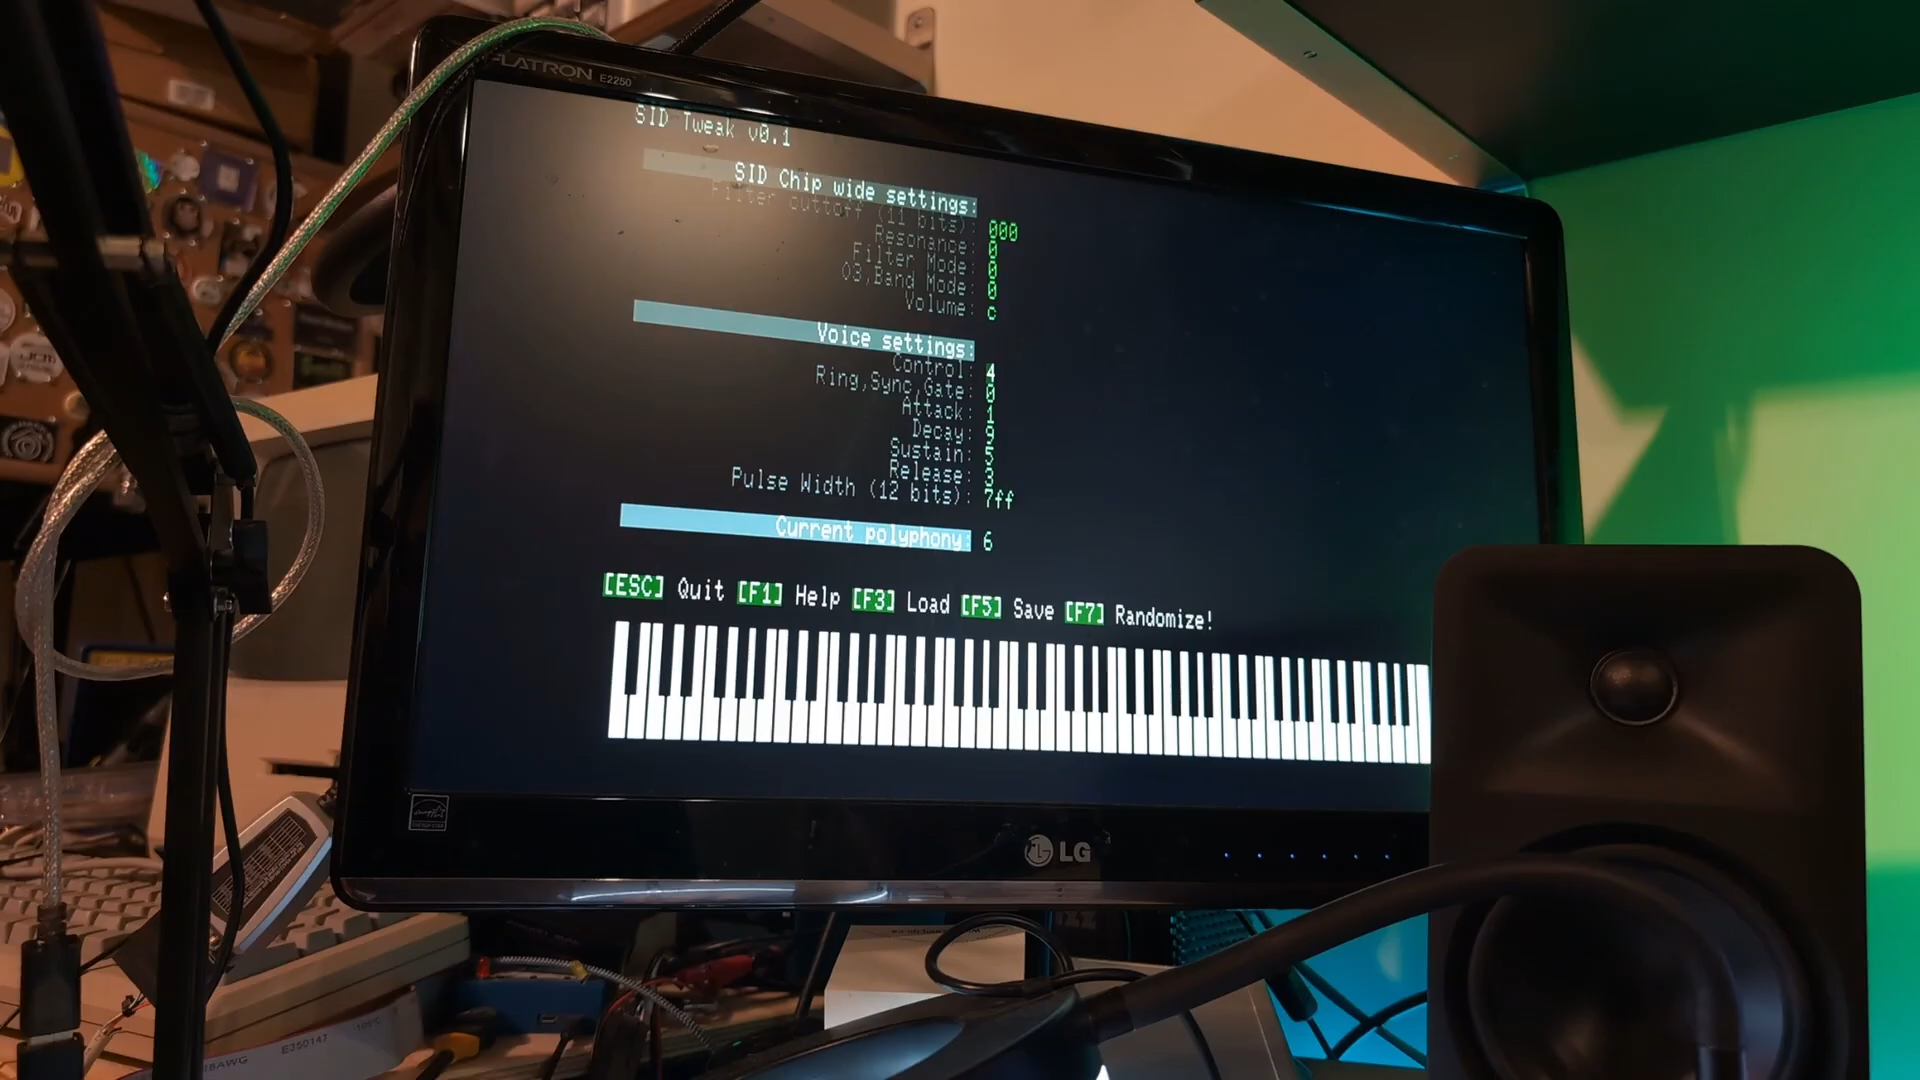 FLATRON E2250
SID Tweak v0.1
SID Chip wide settings:
Filter cuttoff (11 bits): 000
Resonance: 0
Filter Mode: 0
O3,Band Mode: 0
Volume: c
Voice settings:
Control: 4
Ring,Sync,Gate: 0
Attack: 1
Decay: 9
Sustain: 5
Release: 3
Pulse Width (12 bits): 7ff
Current polyphony: 6
[ESC] Quit [F1] Help [F3] Load [F5] Save [F7] Randomize!
LG
E350147